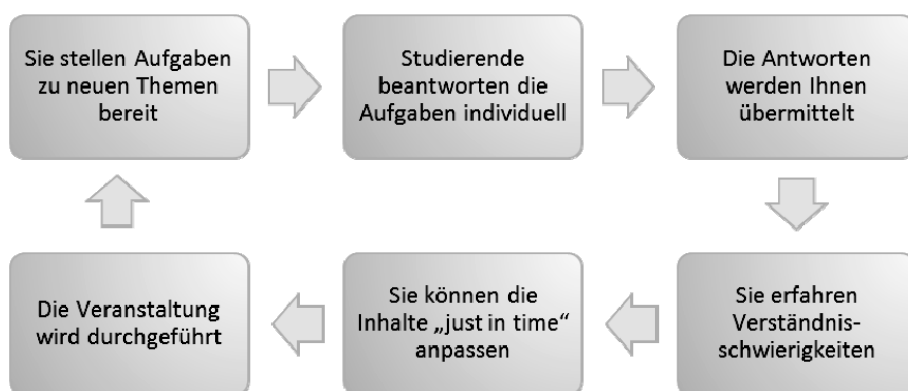 Sie stellen Aufgaben
zu neuen Themen
bereit
Studierende
beantworten die
Aufgaben individuell
Die Antworten
werden Ihnen
übermittelt
Sie erfahren
Verständnis-
schwierigkeiten
Sie können die
Inhalte „just in time“
anpassen
Die Veranstaltung
wird durchgeführt